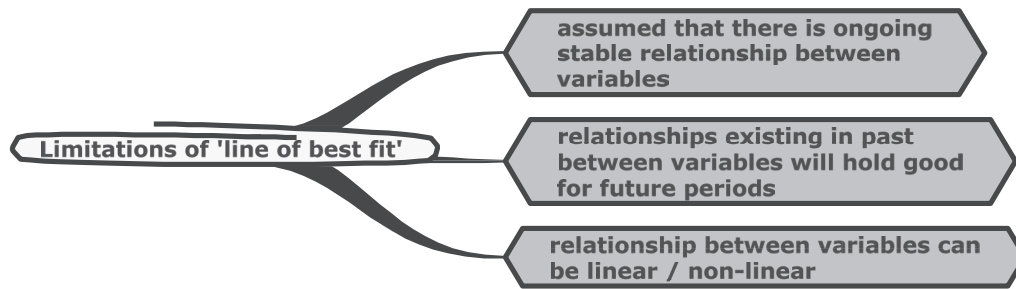 Limitations of 'line of best fit'
assumed that there is ongoing
stable relationship between
variables
relationships existing in past
between variables will hold good
for future periods
relationship between variables can
be linear / non-linear